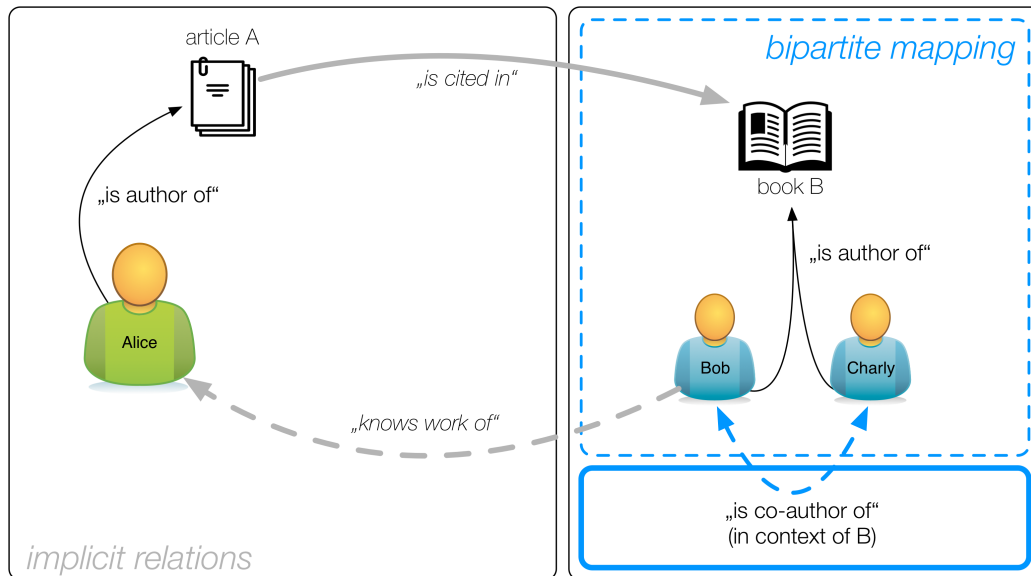 article A
„is cited in“
bipartite mapping
book B
„is author of“
„is author of“
Alice
Bob
Charly
„knows work of“
„is co-author of“
(in context of B)
implicit relations